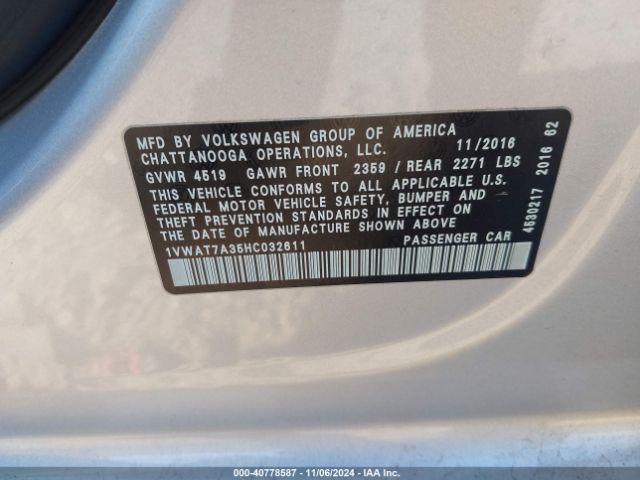 MFD BY VOLKSWAGEN GROUP OF AMERICA
CHATTANOOGA OPERATIONS, LLC. 11/2016
GVWR 4519 GAWR FRONT 2359 / REAR 2271 LBS
THIS VEHICLE CONFORMS TO ALL APPLICABLE U.S.
FEDERAL MOTOR VEHICLE SAFETY, BUMPER AND
THEFT PREVENTION STANDARDS IN EFFECT ON
THE DATE OF MANUFACTURE SHOWN ABOVE
1VWAT7A35HC032611 PASSENGER CAR
4530217 2016 62
000-40778587 - 11/06/2024 - IAA Inc.